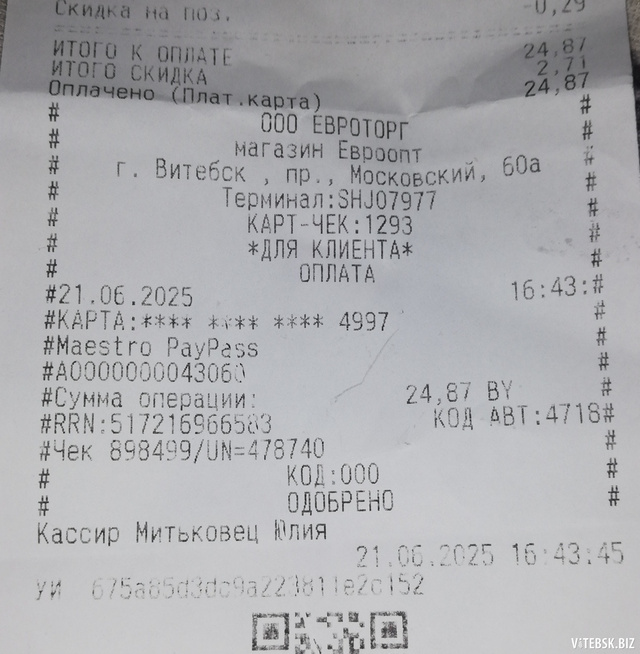 Скидка на поз. -0,29
ИТОГО К ОПЛАТЕ 24,87
ИТОГО СКИДКА 2,71
Оплачено (Плат.карта) 24,87
# #
ООО ЕВРОТОРГ
# магазин Евроопт #
# г. Витебск , пр., Московский, 60а #
# Терминал:SHJ07977 #
# КАРТ-ЧЕК:1293 #
# *ДЛЯ КЛИЕНТА* #
# ОПЛАТА #
#21.06.2025 16:43:#
#КАРТА:**** **** **** 4997 #
#Maestro PayPass #
#A0000000043060 #
#Сумма операции: 24,87 BY #
#RRN:517216966583 КОД АВТ:4718#
#Чек 898499/UN=478740 #
# КОД:000 #
# ОДОБРЕНО #
Кассир Митьковец Юлия
21.06.2025 16:43:45
УИ
VITEBSK.BIZ